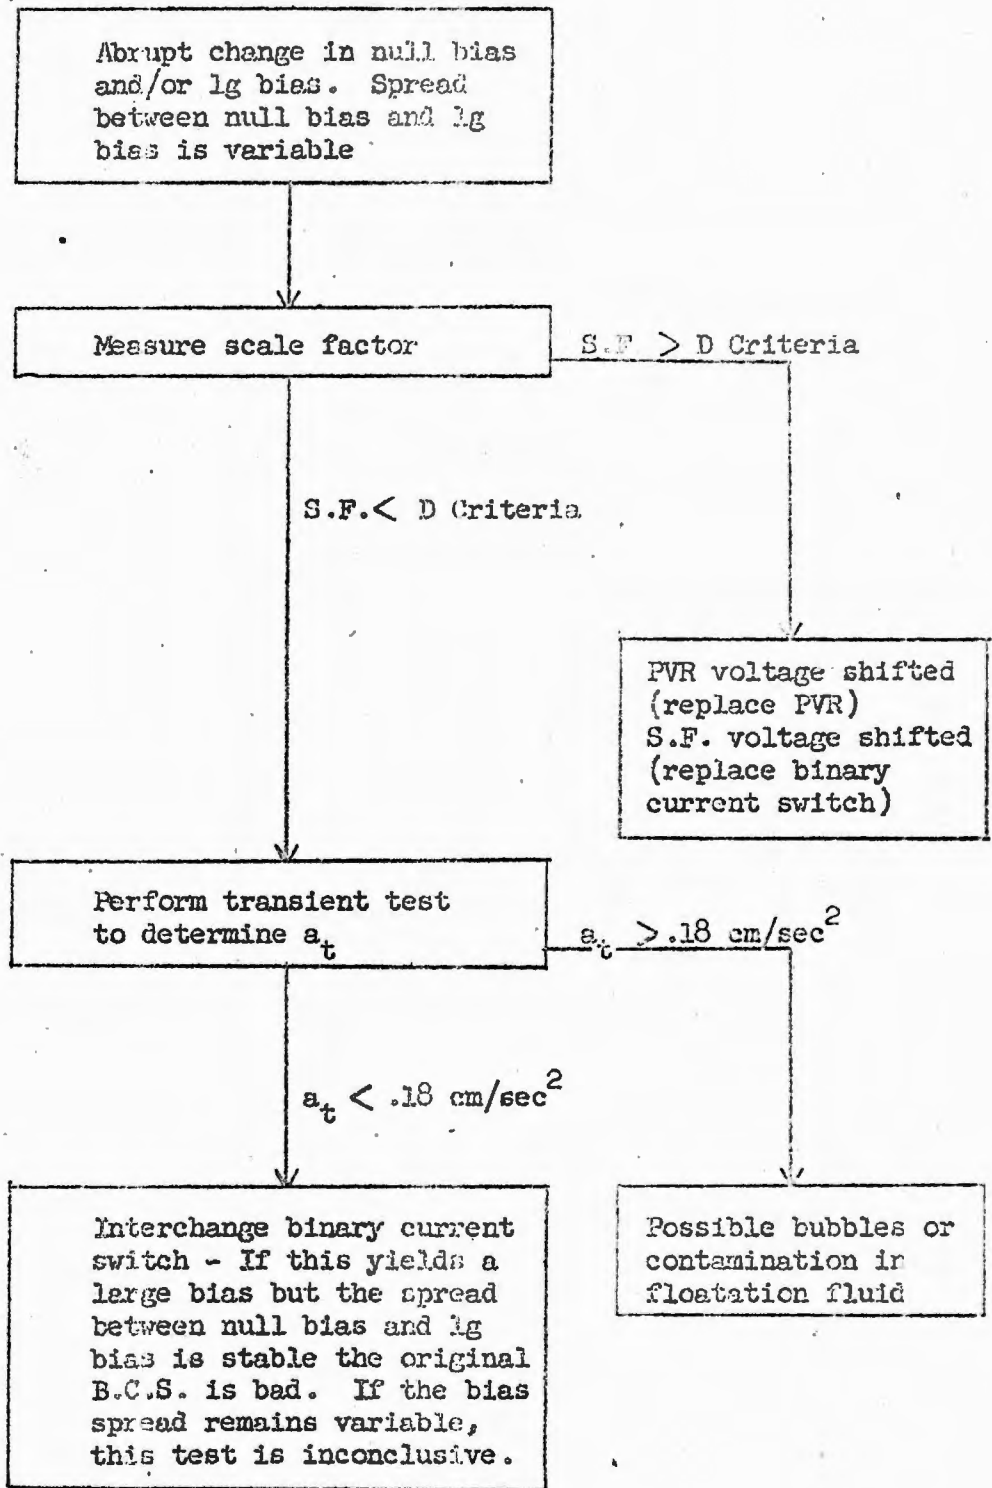 Abrupt change in null bias
and/or 1g bias. Spread
between null bias and 1g
bias is variable
Measure scale factor
S.F > D Criteria
S.F.< D Criteria
PVR voltage shifted
(replace PVR)
S.F. voltage shifted
(replace binary
current switch)
Perform transient test
to determine a_t
a_t > .18 cm/sec²
a_t < .18 cm/sec²
Interchange binary current
switch - If this yields a
large bias but the spread
between null bias and 1g
bias is stable the original
B.C.S. is bad. If the bias
spread remains variable,
this test is inconclusive.
Possible bubbles or
contamination in
floatation fluid